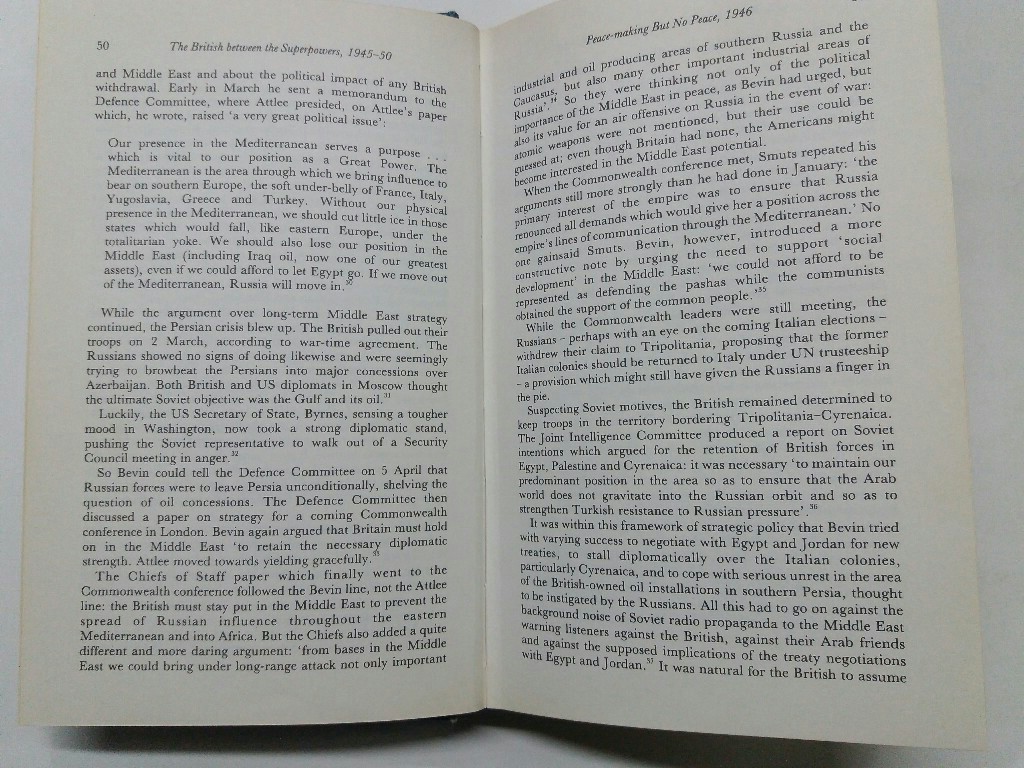 50
The British between the Superpowers, 1945–50
and Middle East and about the political impact of any British
withdrawal. Early in March he sent a memorandum to the
Defence Committee, where Attlee presided, on Attlee's paper
which, he wrote, raised 'a very great political issue':
Our presence in the Mediterranean serves a purpose . . .
which is vital to our position as a Great Power. The
Mediterranean is the area through which we bring influence to
bear on southern Europe, the soft under-belly of France, Italy,
Yugoslavia, Greece and Turkey. Without our physical
presence in the Mediterranean, we should cut little ice in those
states which would fall, like eastern Europe, under the
totalitarian yoke. We should also lose our position in the
Middle East (including Iraq oil, now one of our greatest
assets), even if we could afford to let Egypt go. If we move out
of the Mediterranean, Russia will move in.30
While the argument over long-term Middle East strategy
continued, the Persian crisis blew up. The British pulled out their
troops on 2 March, according to war-time agreement. The
Russians showed no signs of doing likewise and were seemingly
trying to browbeat the Persians into major concessions over
Azerbaijan. Both British and US diplomats in Moscow thought
the ultimate Soviet objective was the Gulf and its oil.31
Luckily, the US Secretary of State, Byrnes, sensing a tougher
mood in Washington, now took a strong diplomatic stand,
pushing the Soviet representative to walk out of a Security
Council meeting in anger.32
So Bevin could tell the Defence Committee on 5 April that
Russian forces were to leave Persia unconditionally, shelving the
question of oil concessions. The Defence Committee then
discussed a paper on strategy for a coming Commonwealth
conference in London. Bevin again argued that Britain must hold
on in the Middle East 'to retain the necessary diplomatic
strength. Attlee moved towards yielding gracefully.33
The Chiefs of Staff paper which finally went to the
Commonwealth conference followed the Bevin line, not the Attlee
line: the British must stay put in the Middle East to prevent the
spread of Russian influence throughout the eastern
Mediterranean and into Africa. But the Chiefs also added a quite
different and more daring argument: 'from bases in the Middle
East we could bring under long-range attack not only important
Peace-making But No Peace, 1946
industrial and oil producing areas of southern Russia and the
Caucasus, but also many other important industrial areas of
Russia'.34 So they were thinking not only of the political
importance of the Middle East in peace, as Bevin had urged, but
also its value for an air offensive on Russia in the event of war:
atomic weapons were not mentioned, but their use could be
guessed at; even though Britain had none, the Americans might
become interested in the Middle East potential.
When the Commonwealth conference met, Smuts repeated his
arguments still more strongly than he had done in January: 'the
primary interest of the empire was to ensure that Russia
renounced all demands which would give her a position across the
empire's lines of communication through the Mediterranean.' No
one gainsaid Smuts. Bevin, however, introduced a more
constructive note by urging the need to support 'social
development' in the Middle East: 'we could not afford to be
represented as defending the pashas while the communists
obtained the support of the common people.'35
While the Commonwealth leaders were still meeting, the
Russians – perhaps with an eye on the coming Italian elections –
withdrew their claim to Tripolitania, proposing that the former
Italian colonies should be returned to Italy under UN trusteeship
– a provision which might still have given the Russians a finger in
the pie.
Suspecting Soviet motives, the British remained determined to
keep troops in the territory bordering Tripolitania–Cyrenaica.
The Joint Intelligence Committee produced a report on Soviet
intentions which argued for the retention of British forces in
Egypt, Palestine and Cyrenaica: it was necessary 'to maintain our
predominant position in the area so as to ensure that the Arab
world does not gravitate into the Russian orbit and so as to
strengthen Turkish resistance to Russian pressure'.36
It was within this framework of strategic policy that Bevin tried
with varying success to negotiate with Egypt and Jordan for new
treaties, to stall diplomatically over the Italian colonies,
particularly Cyrenaica, and to cope with serious unrest in the area
of the British-owned oil installations in southern Persia, thought
to be instigated by the Russians. All this had to go on against the
background noise of Soviet radio propaganda to the Middle East
warning listeners against the British, against their Arab friends
and against the supposed implications of the treaty negotiations
with Egypt and Jordan.37 It was natural for the British to assume